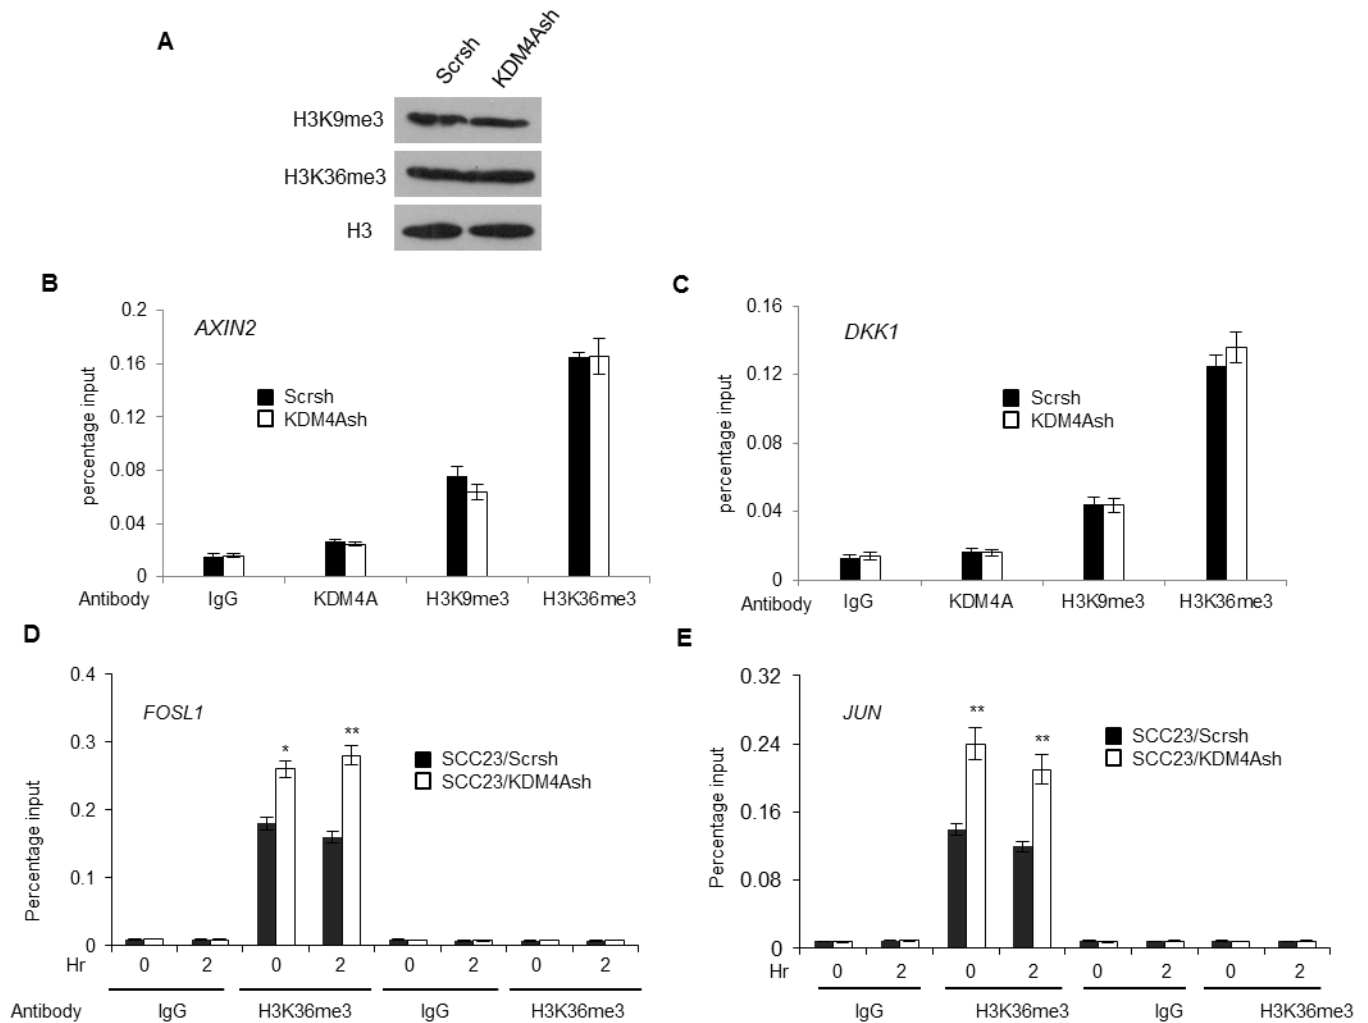 A
Scrsh
KDM4Ash
H3K9me3
H3K36me3
H3
B
AXIN2
Scrsh
KDM4Ash
percentage input
0.2
0.16
0.12
0.08
0.04
0
Antibody IgG KDM4A H3K9me3 H3K36me3
C
DKK1
Scrsh
KDM4Ash
percentage input
0.16
0.12
0.08
0.04
0
Antibody IgG KDM4A H3K9me3 H3K36me3
D
FOSL1
SCC23/Scrsh
SCC23/KDM4Ash
Percentage input
0.4
0.3
0.2
0.1
0
* **
Hr 0 2 0 2 0 2 0 2
Antibody IgG H3K36me3 IgG H3K36me3
E
JUN
SCC23/Scrsh
SCC23/KDM4Ash
Percentage input
0.32
0.24
0.16
0.08
0
** **
Hr 0 2 0 2 0 2 0 2
IgG H3K36me3 IgG H3K36me3